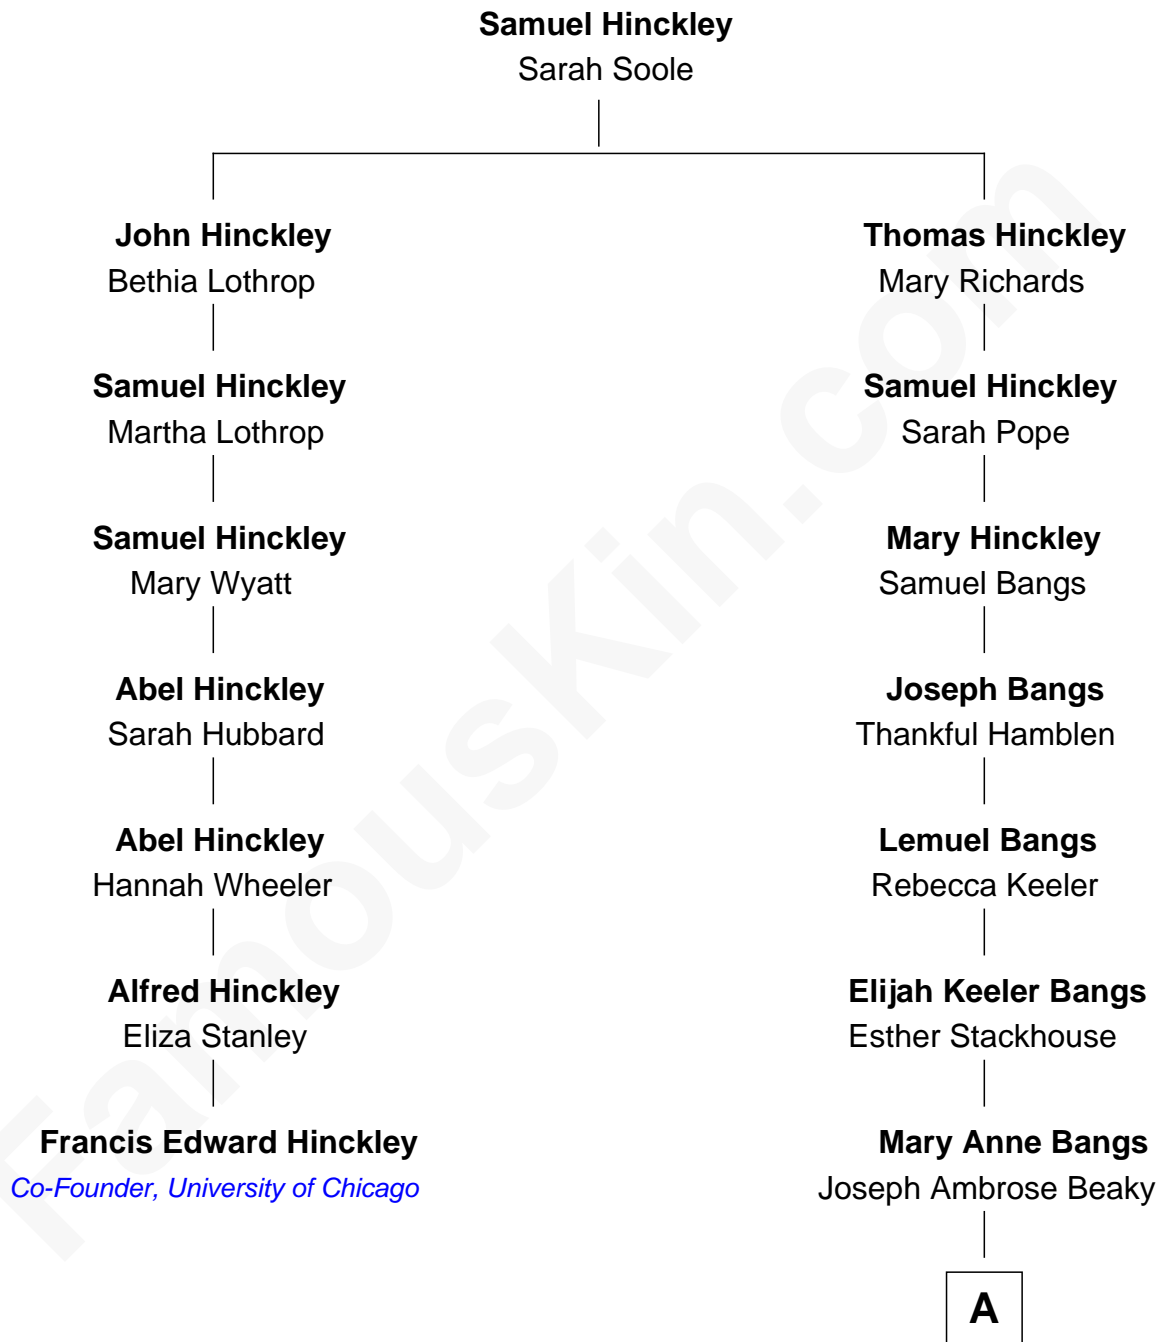 Samuel Hinckley
Sarah Soole
John Hinckley
Bethia Lothrop
Thomas Hinckley
Mary Richards
Samuel Hinckley
Martha Lothrop
Samuel Hinckley
Sarah Pope
Samuel Hinckley
Mary Wyatt
Mary Hinckley
Samuel Bangs
Abel Hinckley
Sarah Hubbard
Joseph Bangs
Thankful Hamblen
Abel Hinckley
Hannah Wheeler
Lemuel Bangs
Rebecca Keeler
Alfred Hinckley
Eliza Stanley
Elijah Keeler Bangs
Esther Stackhouse
Francis Edward Hinckley
Co-Founder, University of Chicago
Mary Anne Bangs
Joseph Ambrose Beaky
A
FamousKin.com